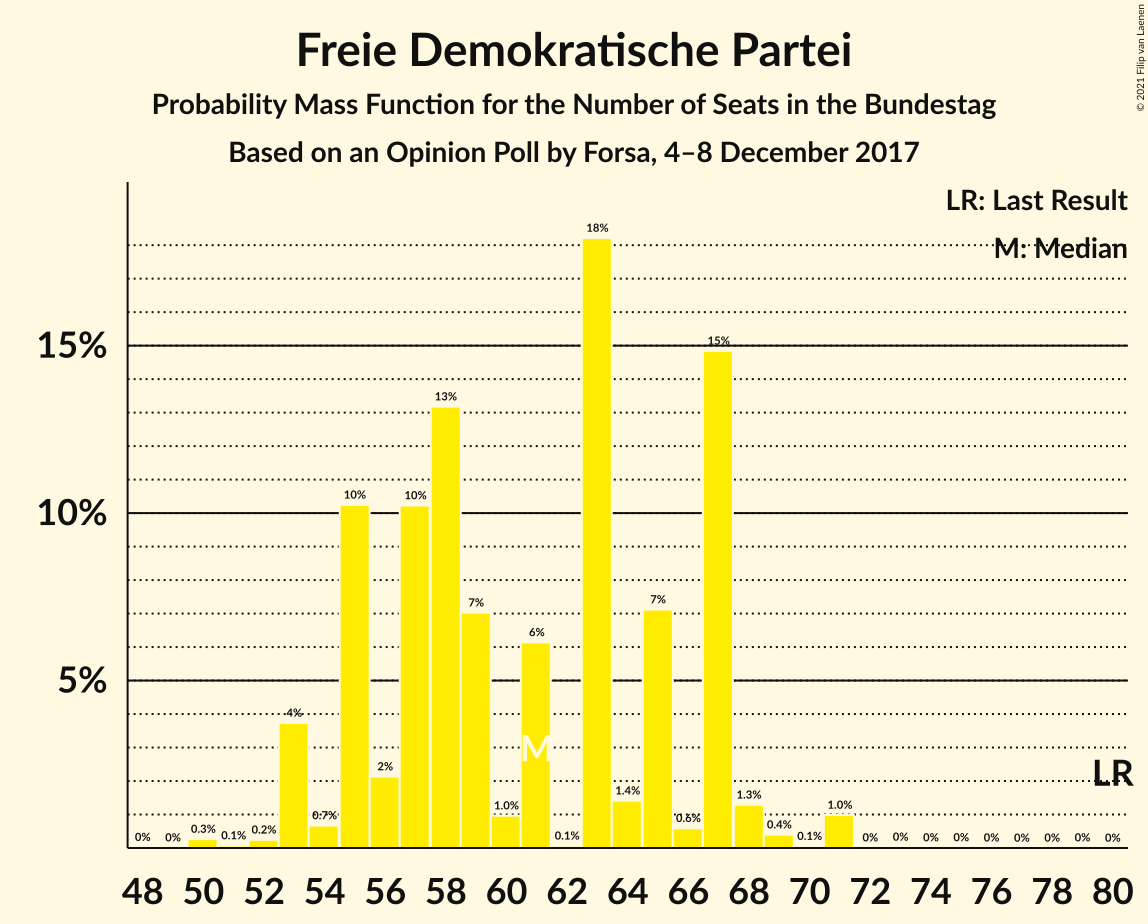 Freie Demokratische Partei
Probability Mass Function for the Number of Seats in the Bundestag
Based on an Opinion Poll by Forsa, 4–8 December 2017
© 2021 Filip van Laenen
LR: Last Result
M: Median
15%
10%
5%
0% 0% 0.3% 0.1% 0.2% 4% 0.7% 10% 2% 10% 13% 7% 1.0% 6% 0.1% 18% 1.4% 7% 0.6% 15% 1.3% 0.4% 0.1% 1.0% 0% 0% 0% 0% 0% 0% 0% 0% 0%
M
LR
48 50 52 54 56 58 60 62 64 66 68 70 72 74 76 78 80